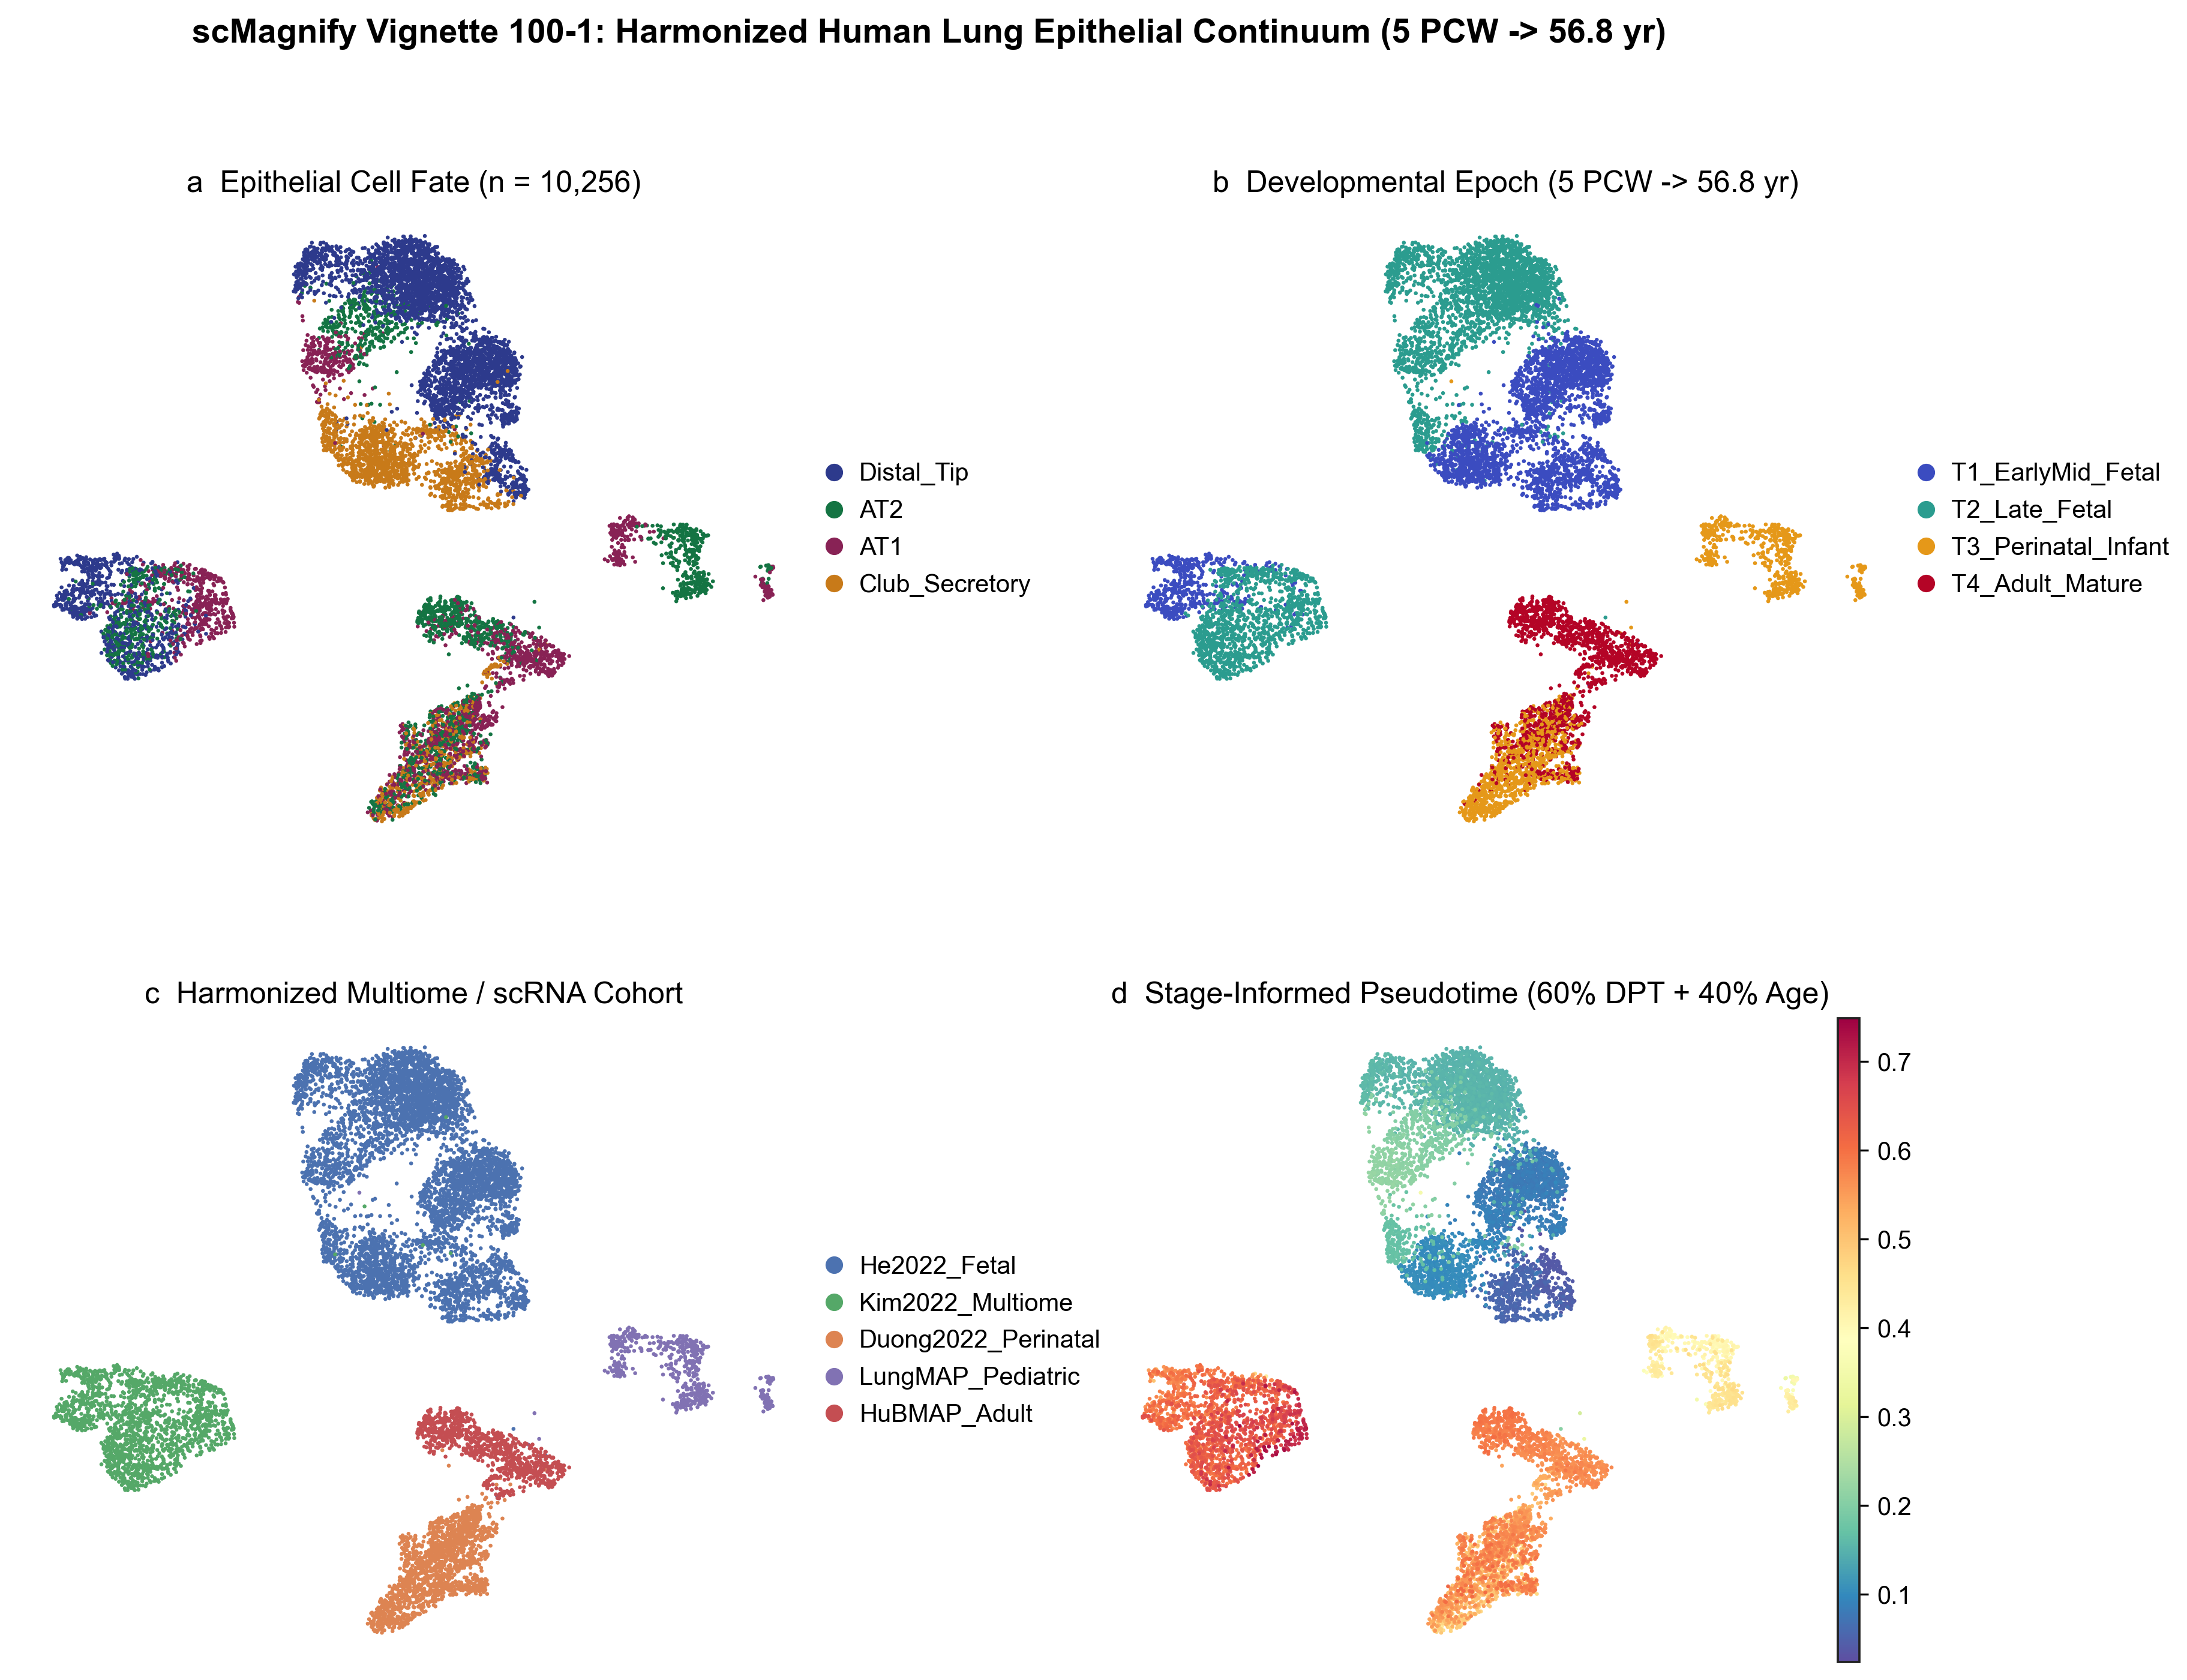 scMagnify Vignette 100-1: Harmonized Human Lung Epithelial Continuum (5 PCW -> 56.8 yr)
a Epithelial Cell Fate (n = 10,256)
Distal_Tip
AT2
AT1
Club_Secretory
b Developmental Epoch (5 PCW -> 56.8 yr)
T1_EarlyMid_Fetal
T2_Late_Fetal
T3_Perinatal_Infant
T4_Adult_Mature
c Harmonized Multiome / scRNA Cohort
He2022_Fetal
Kim2022_Multiome
Duong2022_Perinatal
LungMAP_Pediatric
HuBMAP_Adult
d Stage-Informed Pseudotime (60% DPT + 40% Age)
0.7
0.6
0.5
0.4
0.3
0.2
0.1